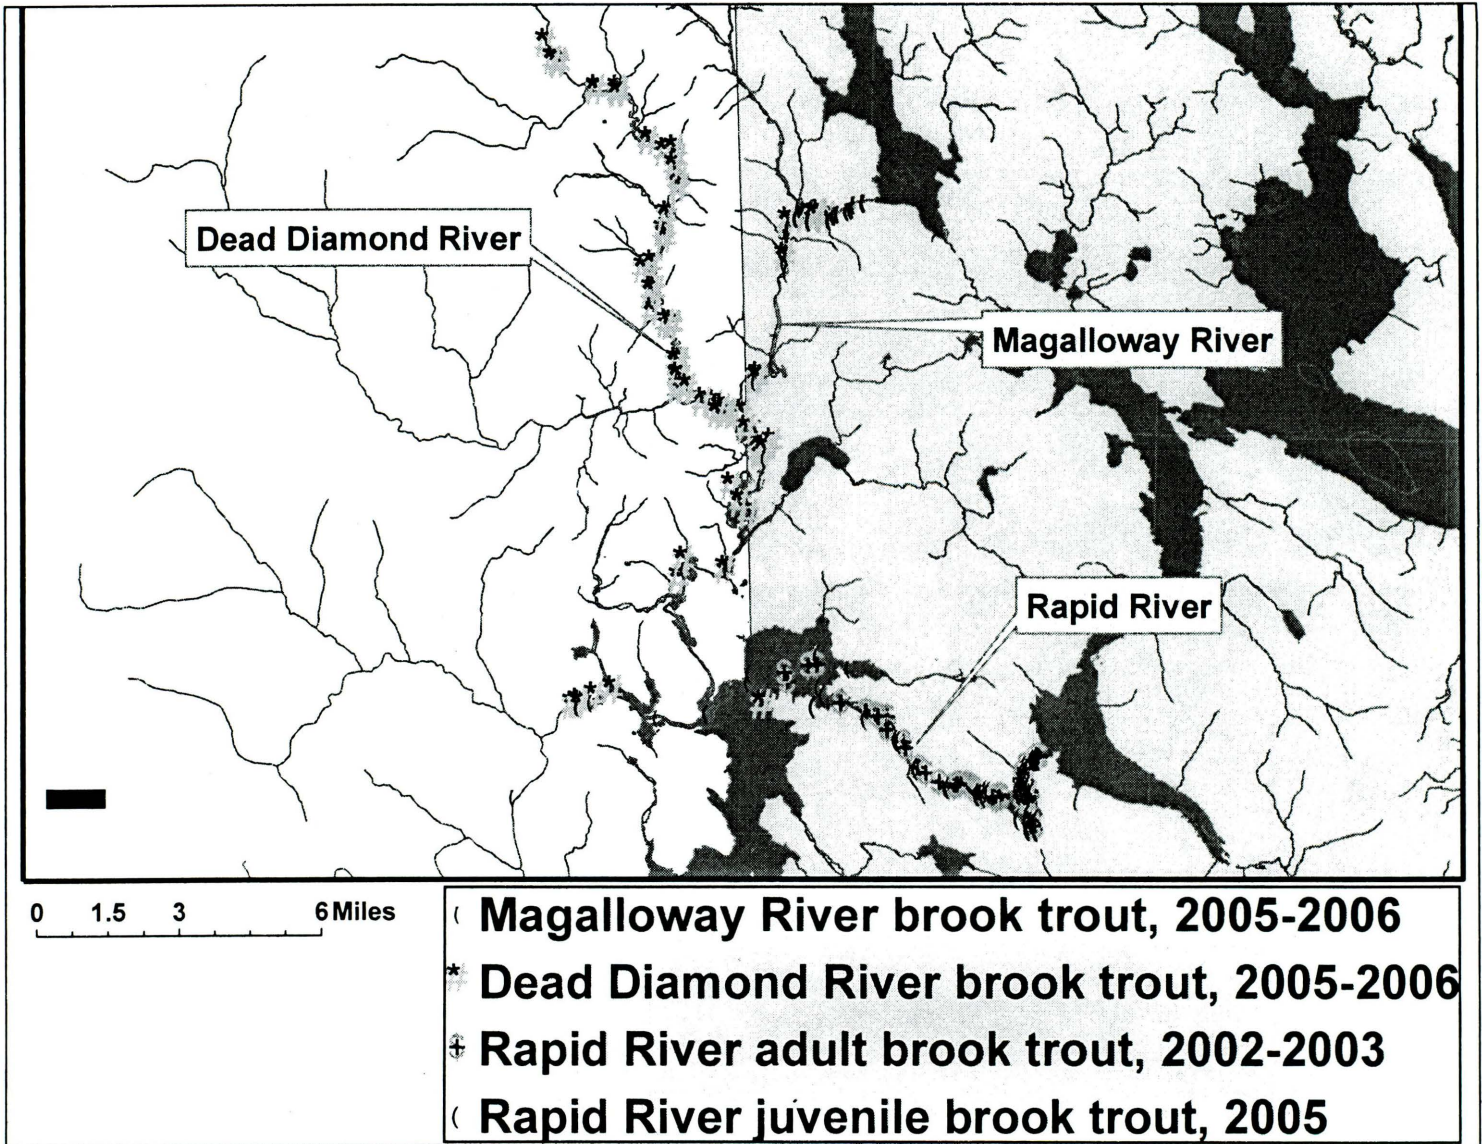 Dead Diamond River
Magalloway River
Rapid River
0 1.5 3 6 Miles
Magalloway River brook trout, 2005-2006
Dead Diamond River brook trout, 2005-2006
Rapid River adult brook trout, 2002-2003
Rapid River juvenile brook trout, 2005